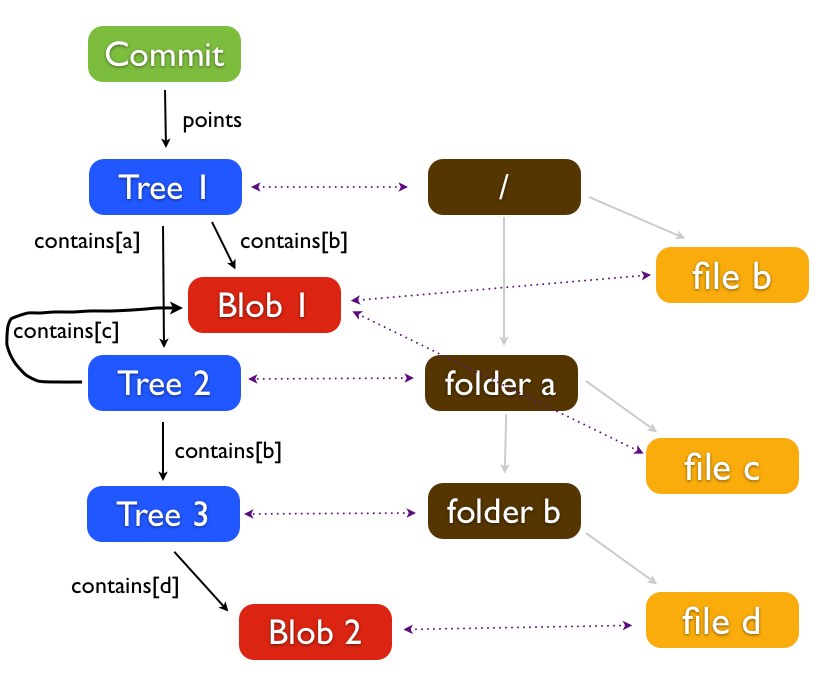 Commit
points
Tree 1
/
contains[a]
contains[b]
file b
Blob 1
contains[c]
Tree 2
folder a
contains[b]
file c
Tree 3
folder b
contains[d]
Blob 2
file d